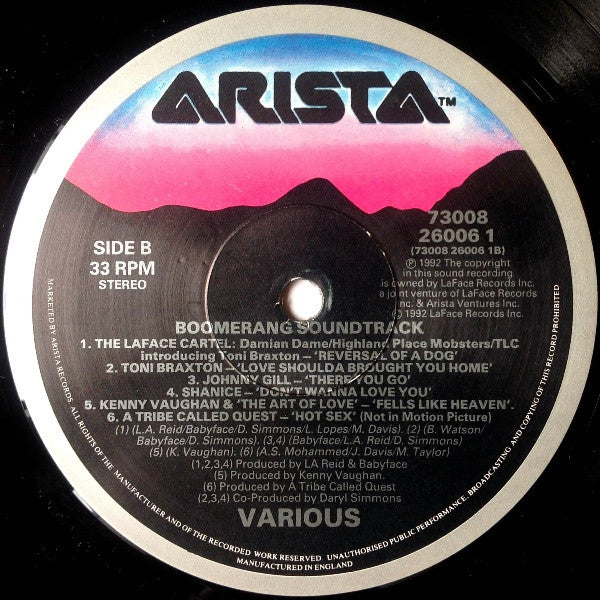 ARISTA™
SIDE B
33 RPM
STEREO
73008
26006 1
(73008 26006 1B)
℗ 1992 The copyright
in this sound recording
is owned by LaFace Records Inc.
a joint venture of LaFace Records
Inc. & Arista Ventures Inc.
© 1992 LaFace Records Inc.
BOOMERANG SOUNDTRACK
1. THE LAFACE CARTEL: Damian Dame/Highland Place Mobsters/TLC
introducing Toni Braxton – 'REVERSAL OF A DOG'
2. TONI BRAXTON – 'LOVE SHOULDA BROUGHT YOU HOME'
3. JOHNNY GILL – 'THERE YOU GO'
4. SHANICE – 'DON'T WANNA LOVE YOU'
5. KENNY VAUGHAN & 'THE ART OF LOVE' – 'FELLS LIKE HEAVEN'.
6. A TRIBE CALLED QUEST – 'HOT SEX' (Not in Motion Picture)
(1) (L.A. Reid/Babyface/D. Simmons/L. Lopes/M. Davis). (2) (B. Watson/
Babyface/D. Simmons). (3,4) (Babyface/L.A. Reid/D. Simmons)
(5) (K. Vaughan). (6) (A.S. Mohammed/J. Davis/M. Taylor)
(1,2,3,4) Produced by LA Reid & Babyface
(5) Produced by Kenny Vaughan.
(6) Produced by A Tribe Called Quest
(2,3,4) Co-Produced by Daryl Simmons
VARIOUS
MARKETED BY ARISTA RECORDS. ALL RIGHTS OF THE MANUFACTURER AND OF THE RECORDED WORK RESERVED. UNAUTHORISED PUBLIC PERFORMANCE, BROADCASTING AND COPYING OF THIS RECORD PROHIBITED
MANUFACTURED IN ENGLAND